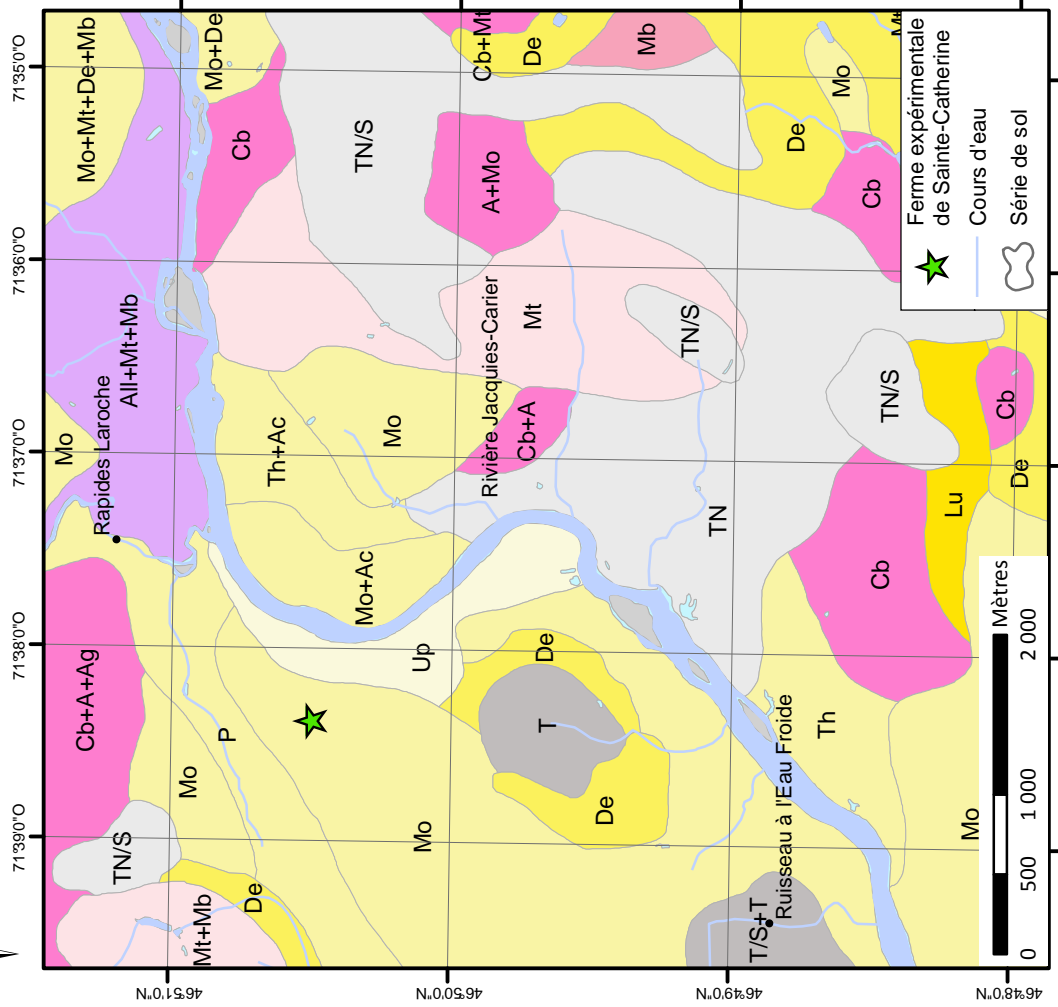 71°39'0"O
71°38'0"O
71°37'0"O
71°36'0"O
71°35'0"O
46°51'0"N
46°50'0"N
46°49'0"N
46°48'0"N
Cb+A+Ag
Mo
Mo+Mt+De+Mb
Rapides Laroche
TN/S
All+Mt+Mb
Mt+Mb
Mo
P
Mo+De
Cb
De
Th+Ac
TN/S
Mo+Ac
Mo
Mo
Up
Rivière Jacquies-Carier
A+Mo
Cb+Mt
Cb+A
Mt
De
De
T
De
Mb
TN/S
TN
T/S+T
Ruisseau à l'Eau Froide
Th
De
Mo
Cb
Cb
TN/S
Lu
Mo
De
Cb
Ferme expérimentale
de Sainte-Catherine
Cours d'eau
Série de sol
Mètres
0 500 1 000 2 000